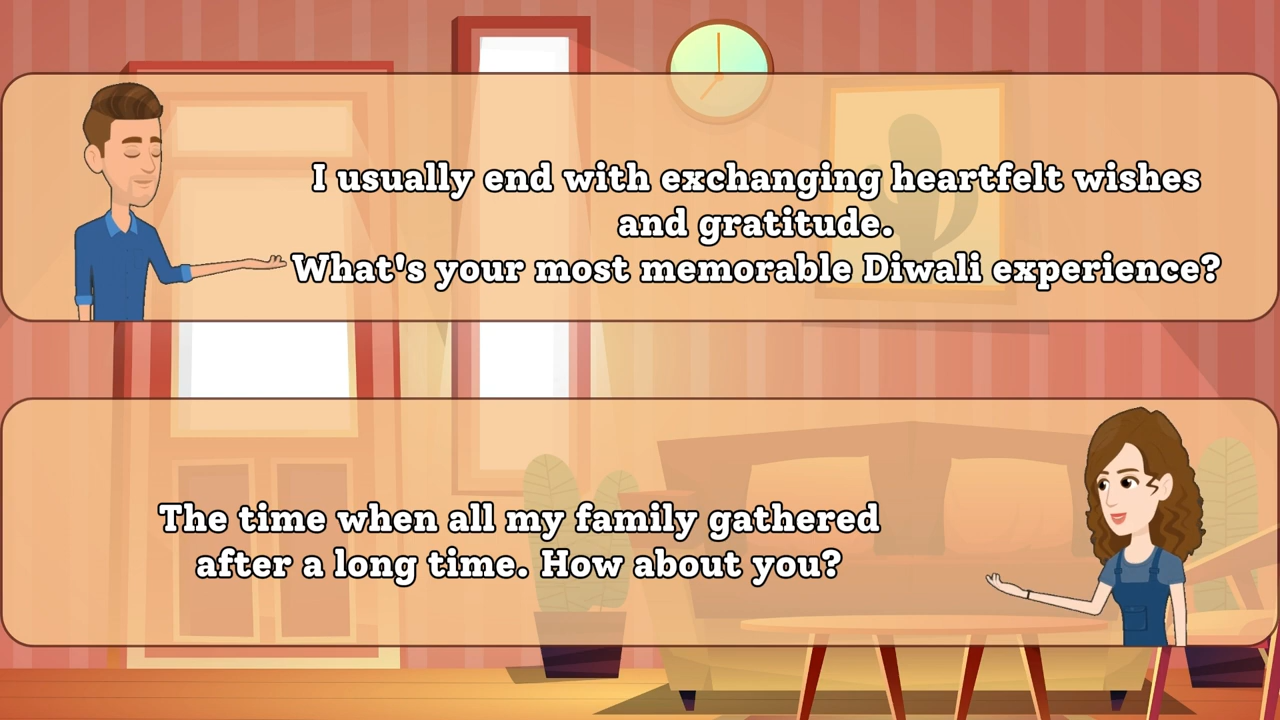 I usually end with exchanging heartfelt wishes
and gratitude.
What's your most memorable Diwali experience?
The time when all my family gathered
after a long time. How about you?